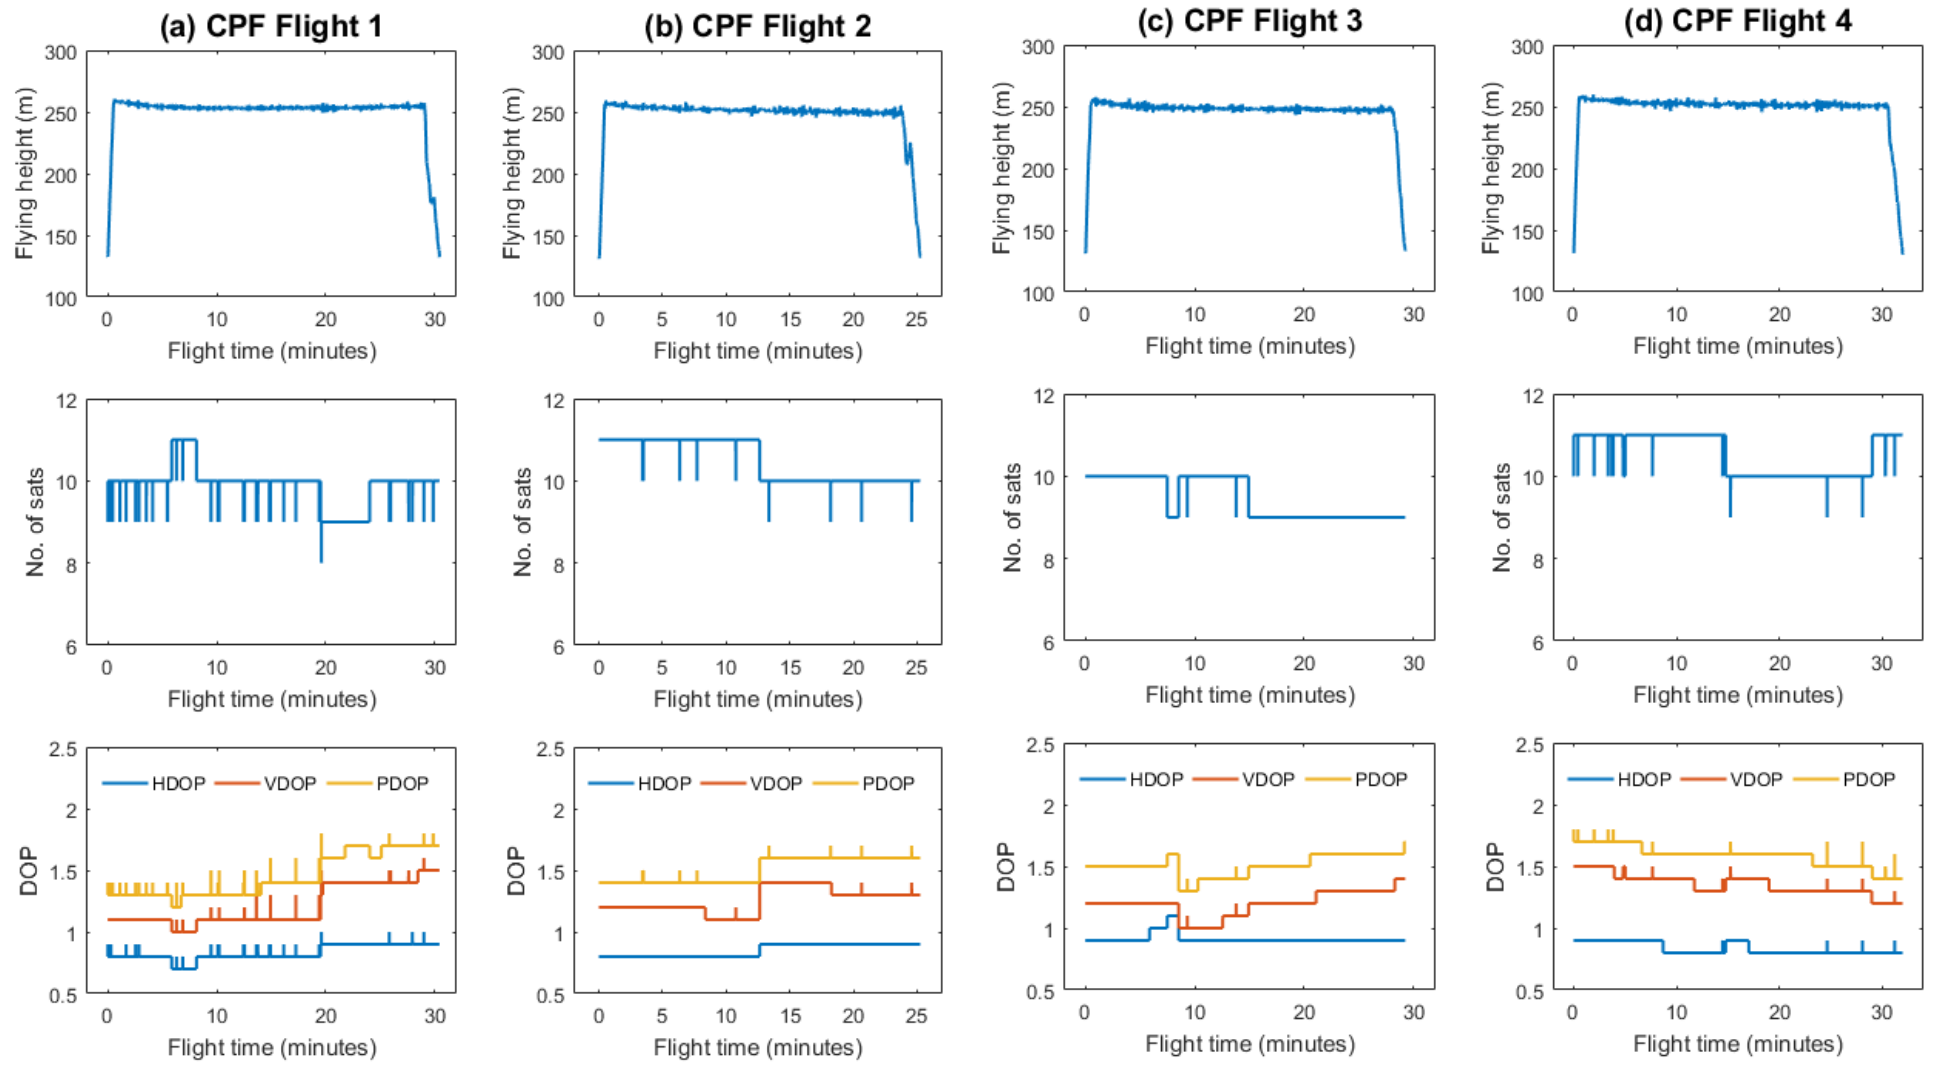 (a) CPF Flight 1
300
250
200
150
100
Flying height (m)
0 10 20 30
Flight time (minutes)
(b) CPF Flight 2
300
250
200
150
100
Flying height (m)
0 5 10 15 20 25
Flight time (minutes)
(c) CPF Flight 3
300
250
200
150
100
Flying height (m)
0 10 20 30
Flight time (minutes)
(d) CPF Flight 4
300
250
200
150
100
Flying height (m)
0 10 20 30
Flight time (minutes)
12
10
8
6
No. of sats
0 10 20 30
Flight time (minutes)
12
10
8
6
No. of sats
0 5 10 15 20 25
Flight time (minutes)
12
10
8
6
No. of sats
0 10 20 30
Flight time (minutes)
12
10
8
6
No. of sats
0 10 20 30
Flight time (minutes)
2.5
2
1.5
1
0.5
DOP
HDOP VDOP PDOP
0 10 20 30
Flight time (minutes)
2.5
2
1.5
1
0.5
DOP
HDOP VDOP PDOP
0 5 10 15 20 25
Flight time (minutes)
2.5
2
1.5
1
0.5
DOP
HDOP VDOP PDOP
0 10 20 30
Flight time (minutes)
2.5
2
1.5
1
0.5
DOP
HDOP VDOP PDOP
0 10 20 30
Flight time (minutes)